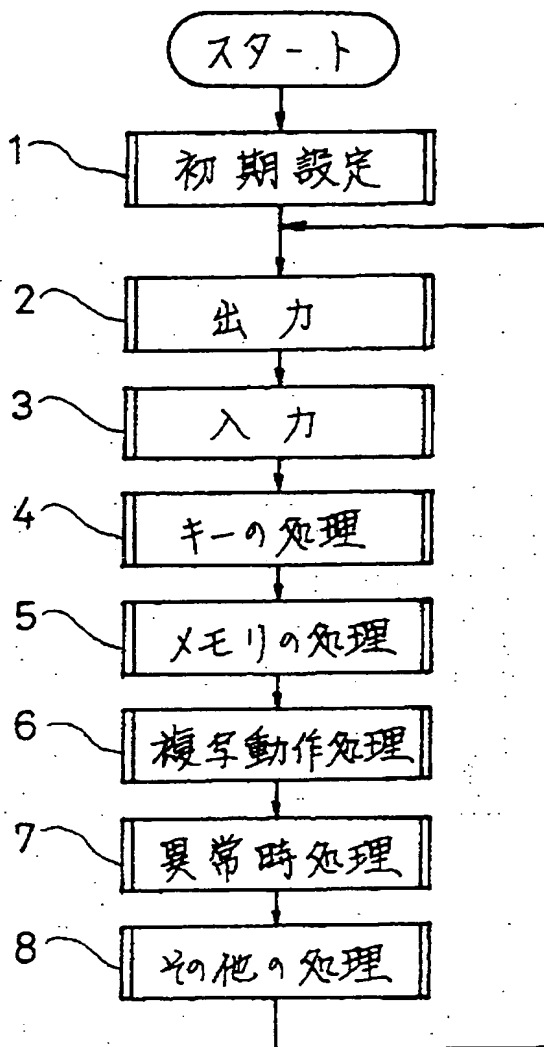 スタート
1
初期設定
2
出力
3
入力
4
キーの処理
5
メモリの処理
6
複写動作処理
7
異常時処理
8
その他の処理